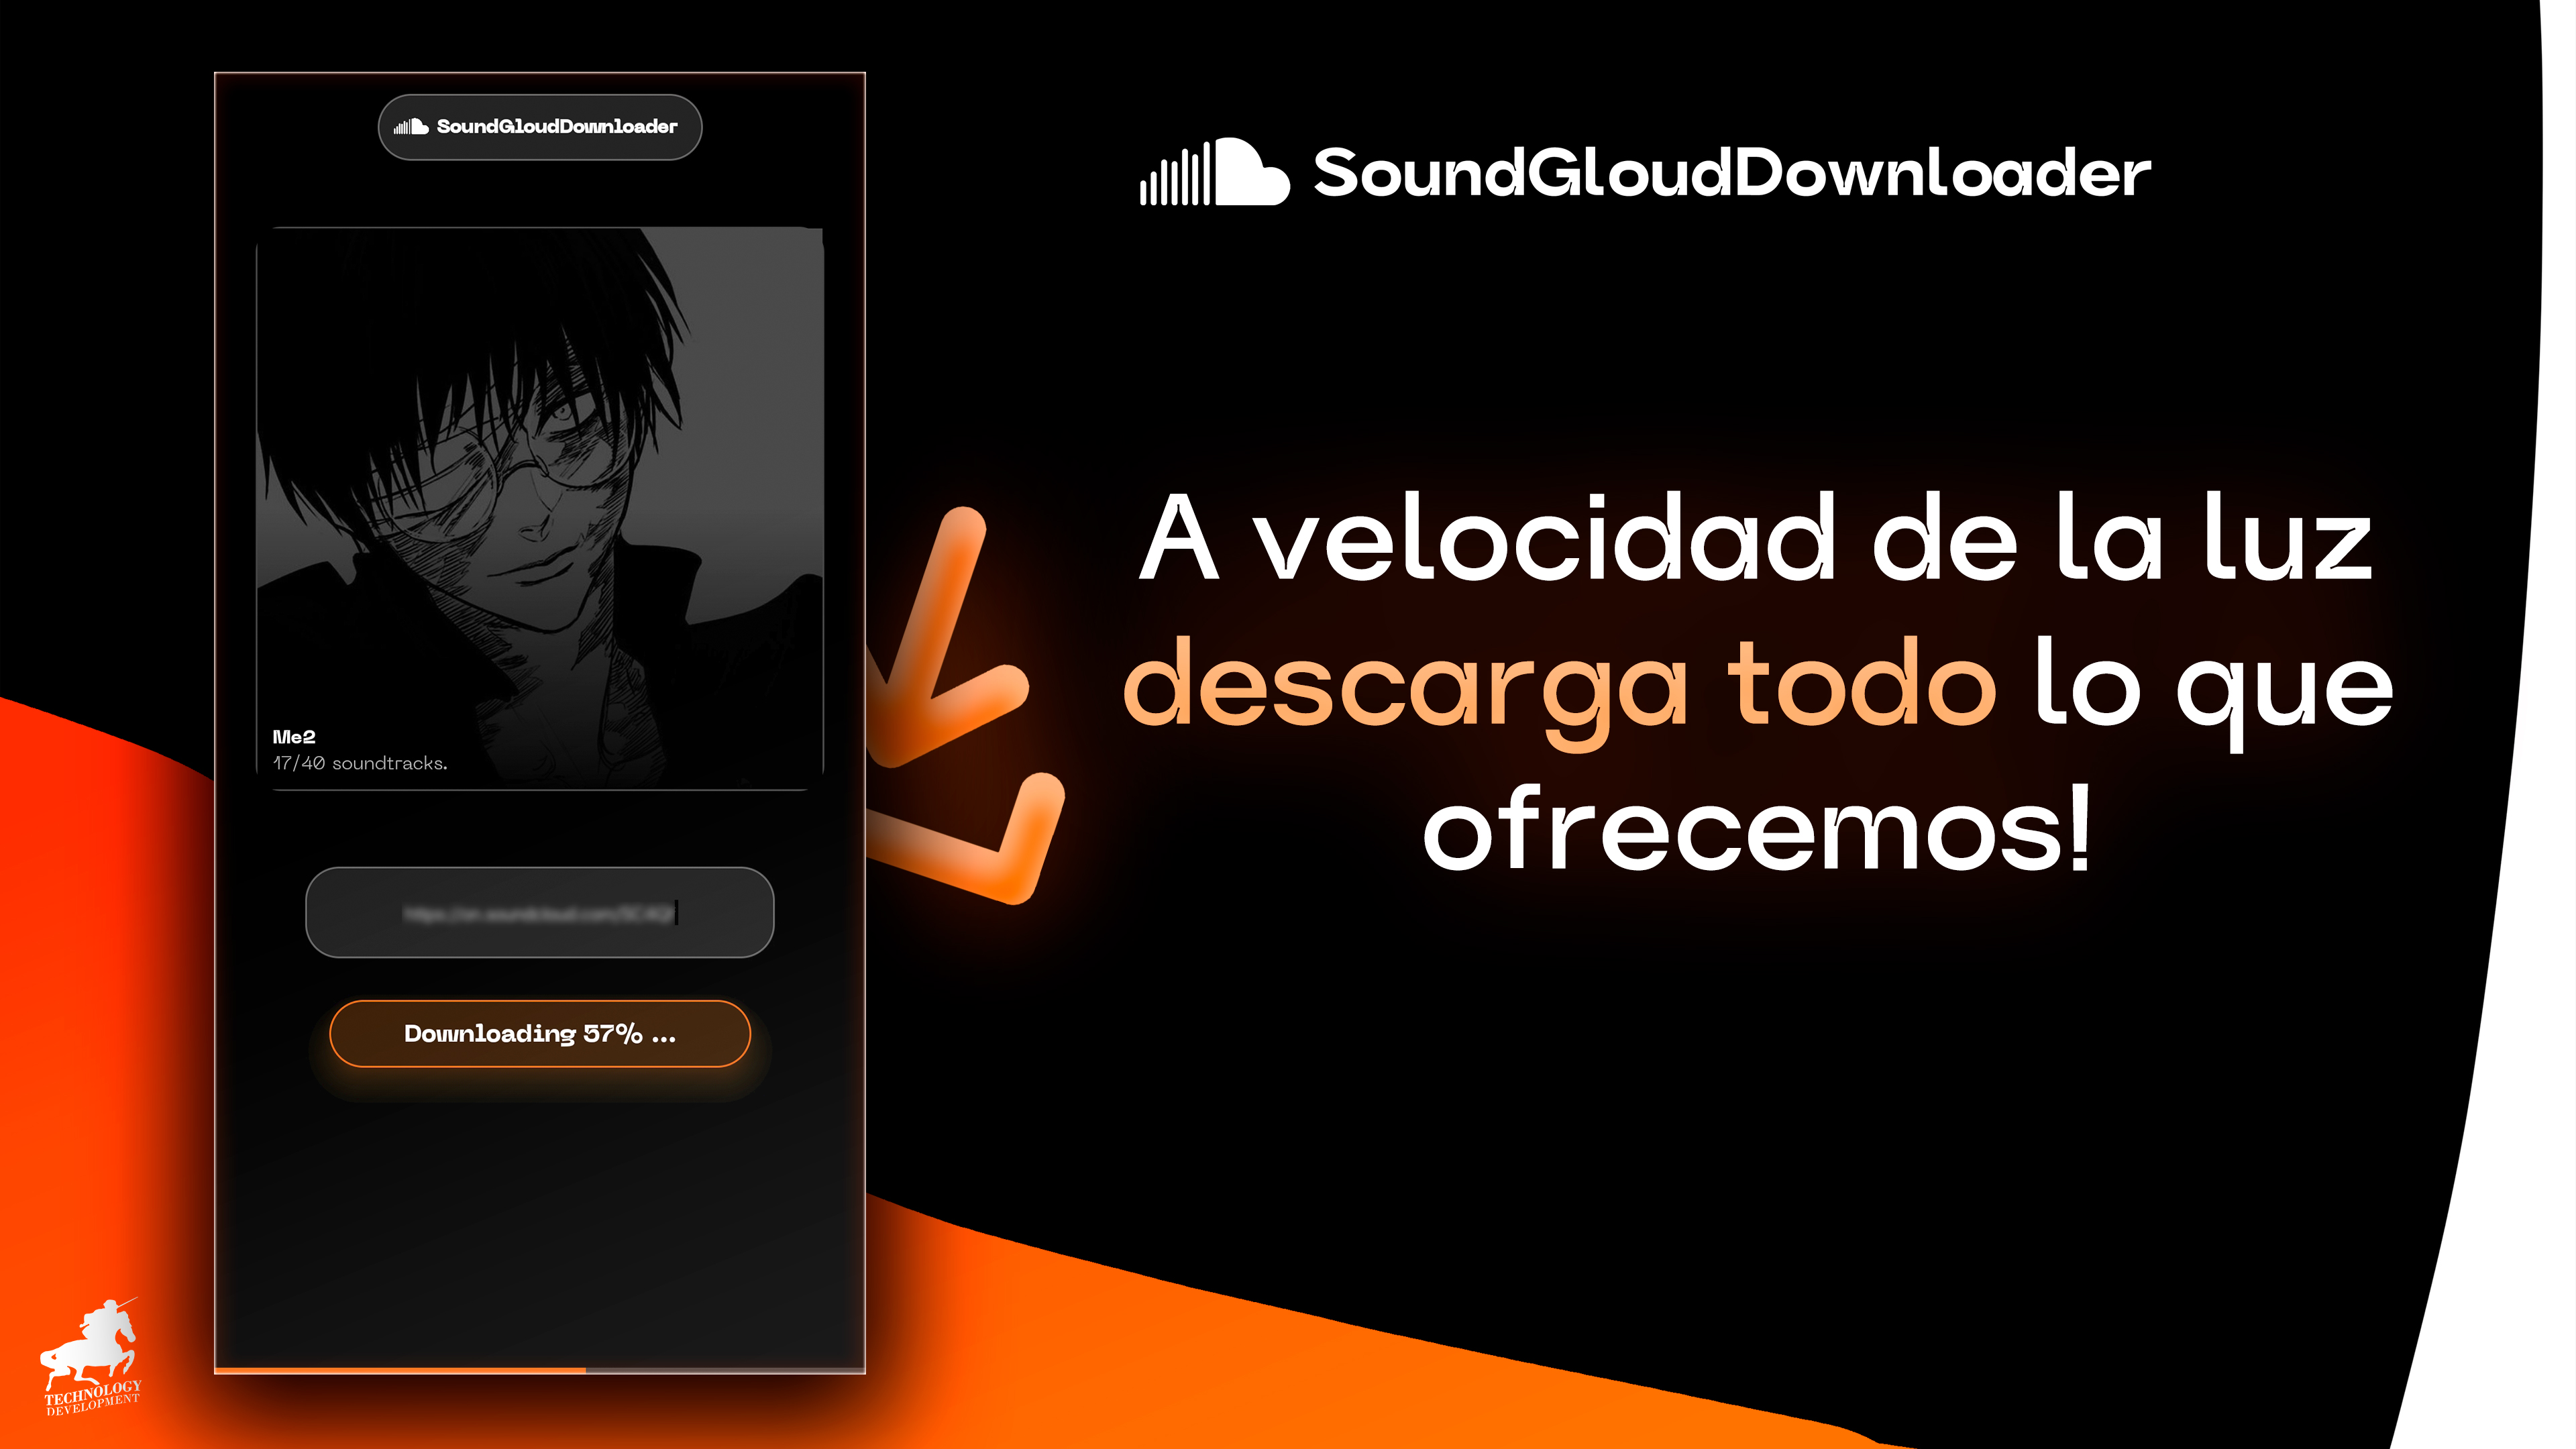 SoundGloudDownloader
Me2
17/40 soundtracks.
Downloading 57% ...
SoundGloudDownloader
A velocidad de la luz
descarga todo lo que
ofrecemos!
TECHNOLOGY
DEVELOPMENT